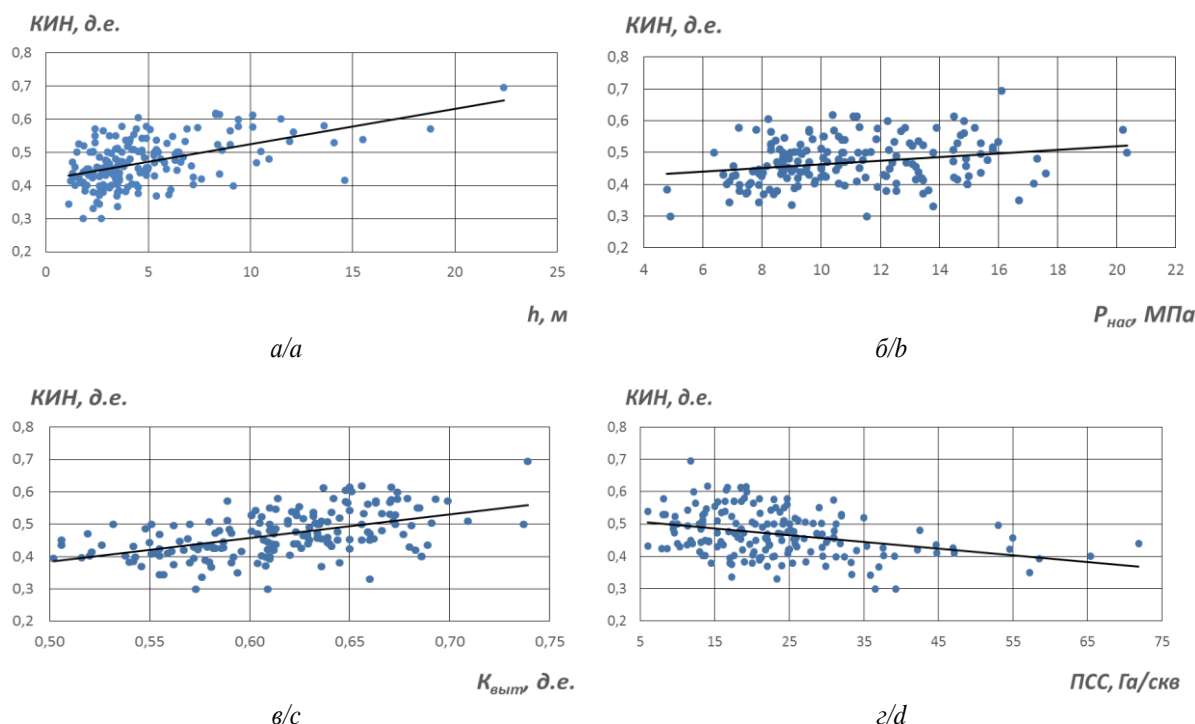 КИН, д.е.
0,8
0,7
0,6
0,5
0,4
0,3
0,2
0 5 10 15 20 25
h, м
а/a
КИН, д.е.
0,8
0,7
0,6
0,5
0,4
0,3
0,2
4 6 8 10 12 14 16 18 20 22
Pнас, МПа
б/b
КИН, д.е.
0,8
0,7
0,6
0,5
0,4
0,3
0,2
0,50 0,55 0,60 0,65 0,70 0,75
Квыт, д.е.
в/c
КИН, д.е.
0,8
0,7
0,6
0,5
0,4
0,3
0,2
5 15 25 35 45 55 65 75
ПСС, Га/скв
г/d